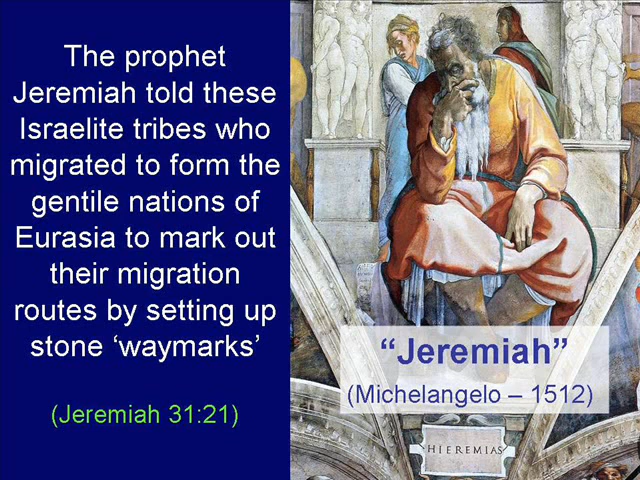 The prophet
Jeremiah told these
Israelite tribes who
migrated to form the
gentile nations of
Eurasia to mark out
their migration
routes by setting up
stone ‘waymarks’
(Jeremiah 31:21)
“Jeremiah”
(Michelangelo – 1512)
HIEREMIAS